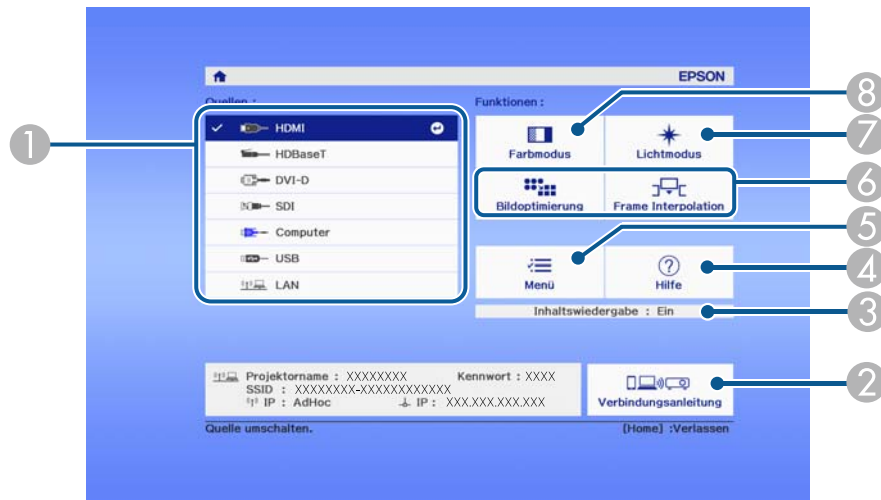 EPSON
Quellen :
Funktionen :
8
HDMI
Farbmodus
Lichtmodus
7
1
HDBaseT
DVI-D
Bildoptimierung
Frame Interpolation
6
SDI
Computer
5
USB
Menü
Hilfe
4
LAN
Inhaltswiedergabe : Ein
3
Projektorname : XXXXXXXX Kennwort : XXXX
SSID : XXXXXXXX-XXXXXXXXXXXX
IP : AdHoc IP : XXX.XXX.XXX.XXX
Verbindungsanleitung
2
Quelle umschalten.
[Home] :Verlassen